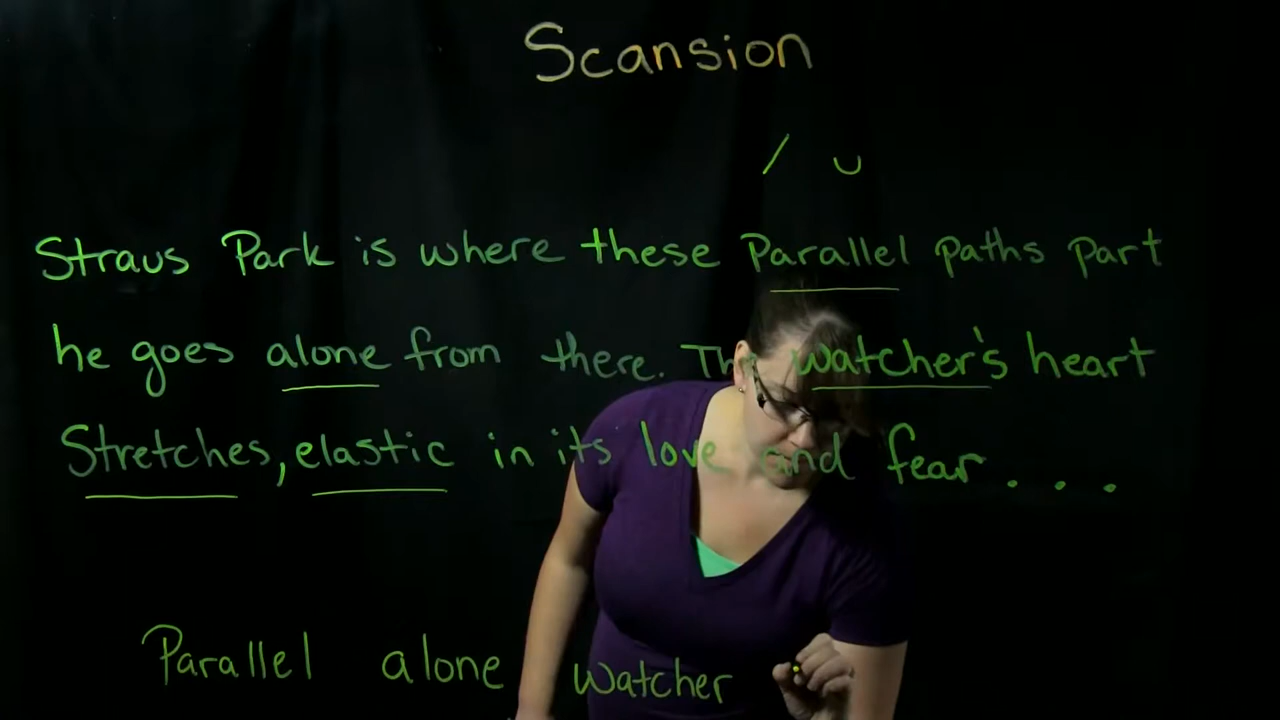 Scansion
/ ∪
Straus Park is where these Parallel paths part
he goes alone from there. The watcher's heart
Stretches, elastic in its love and fear . . .
Parallel alone watcher